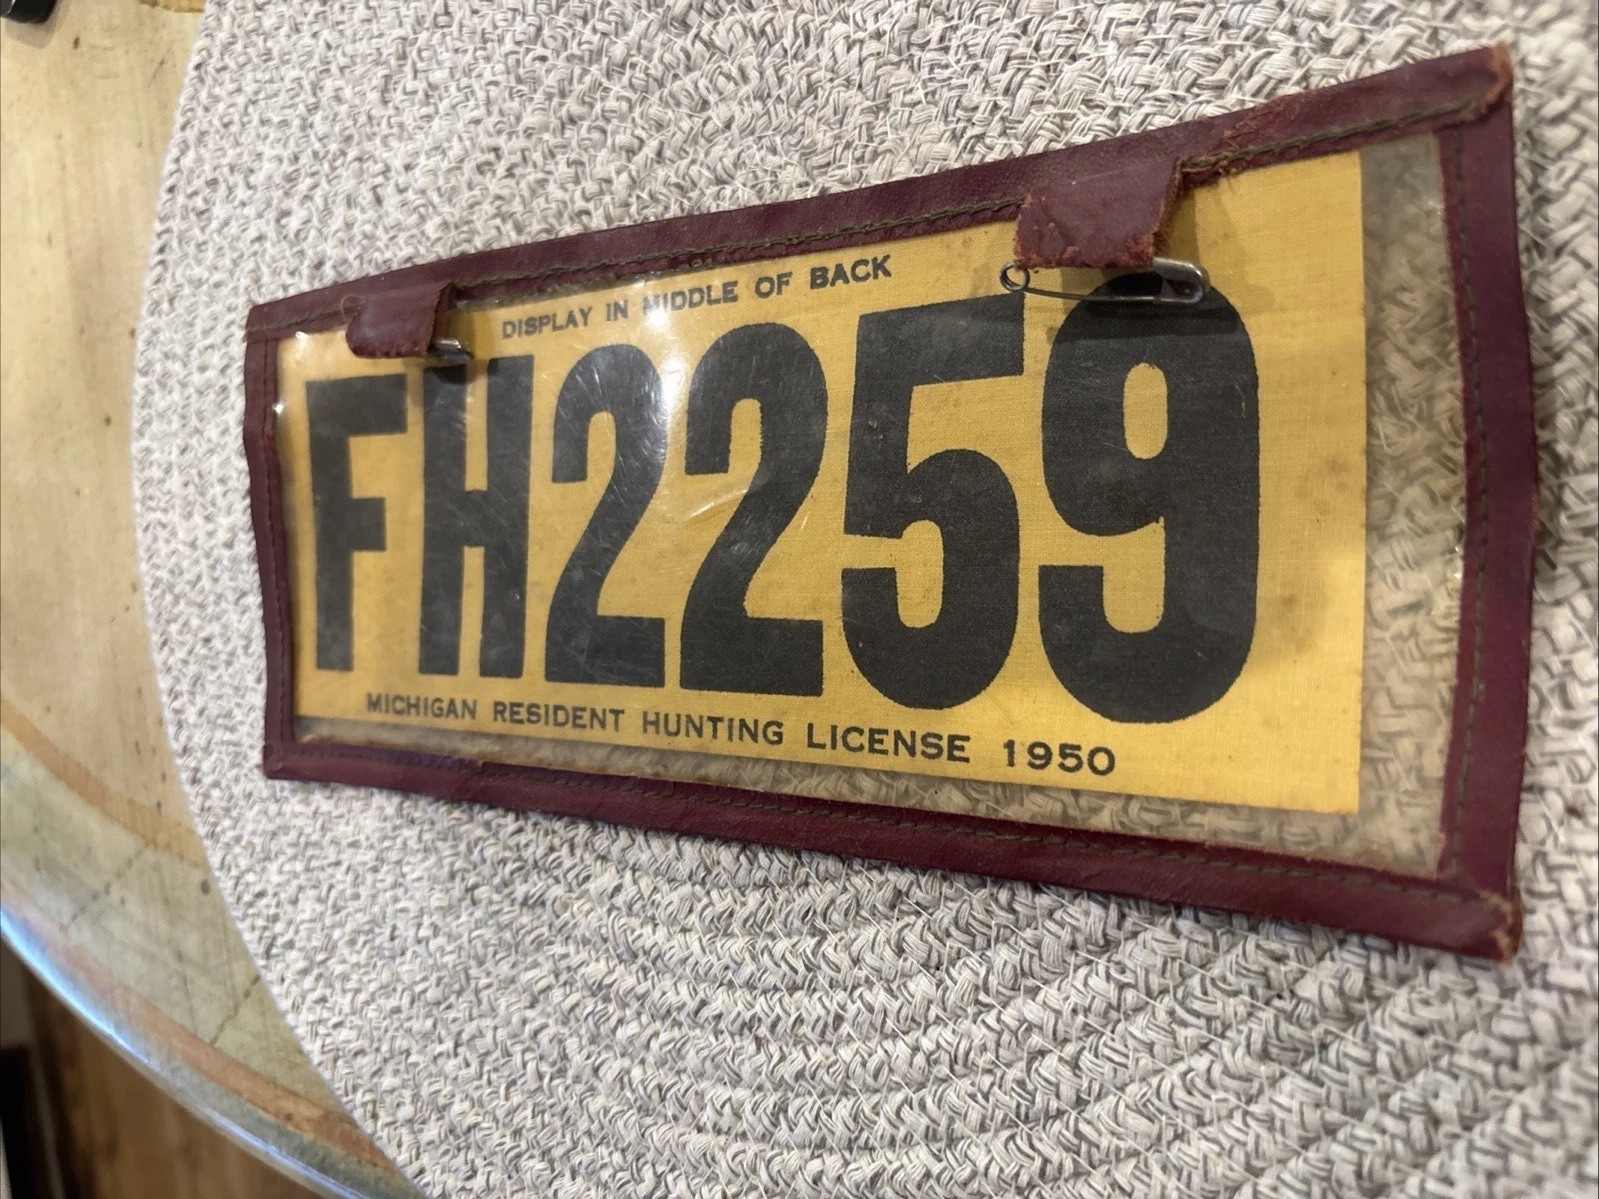 DISPLAY IN MIDDLE OF BACK
FH2259
MICHIGAN RESIDENT HUNTING LICENSE 1950